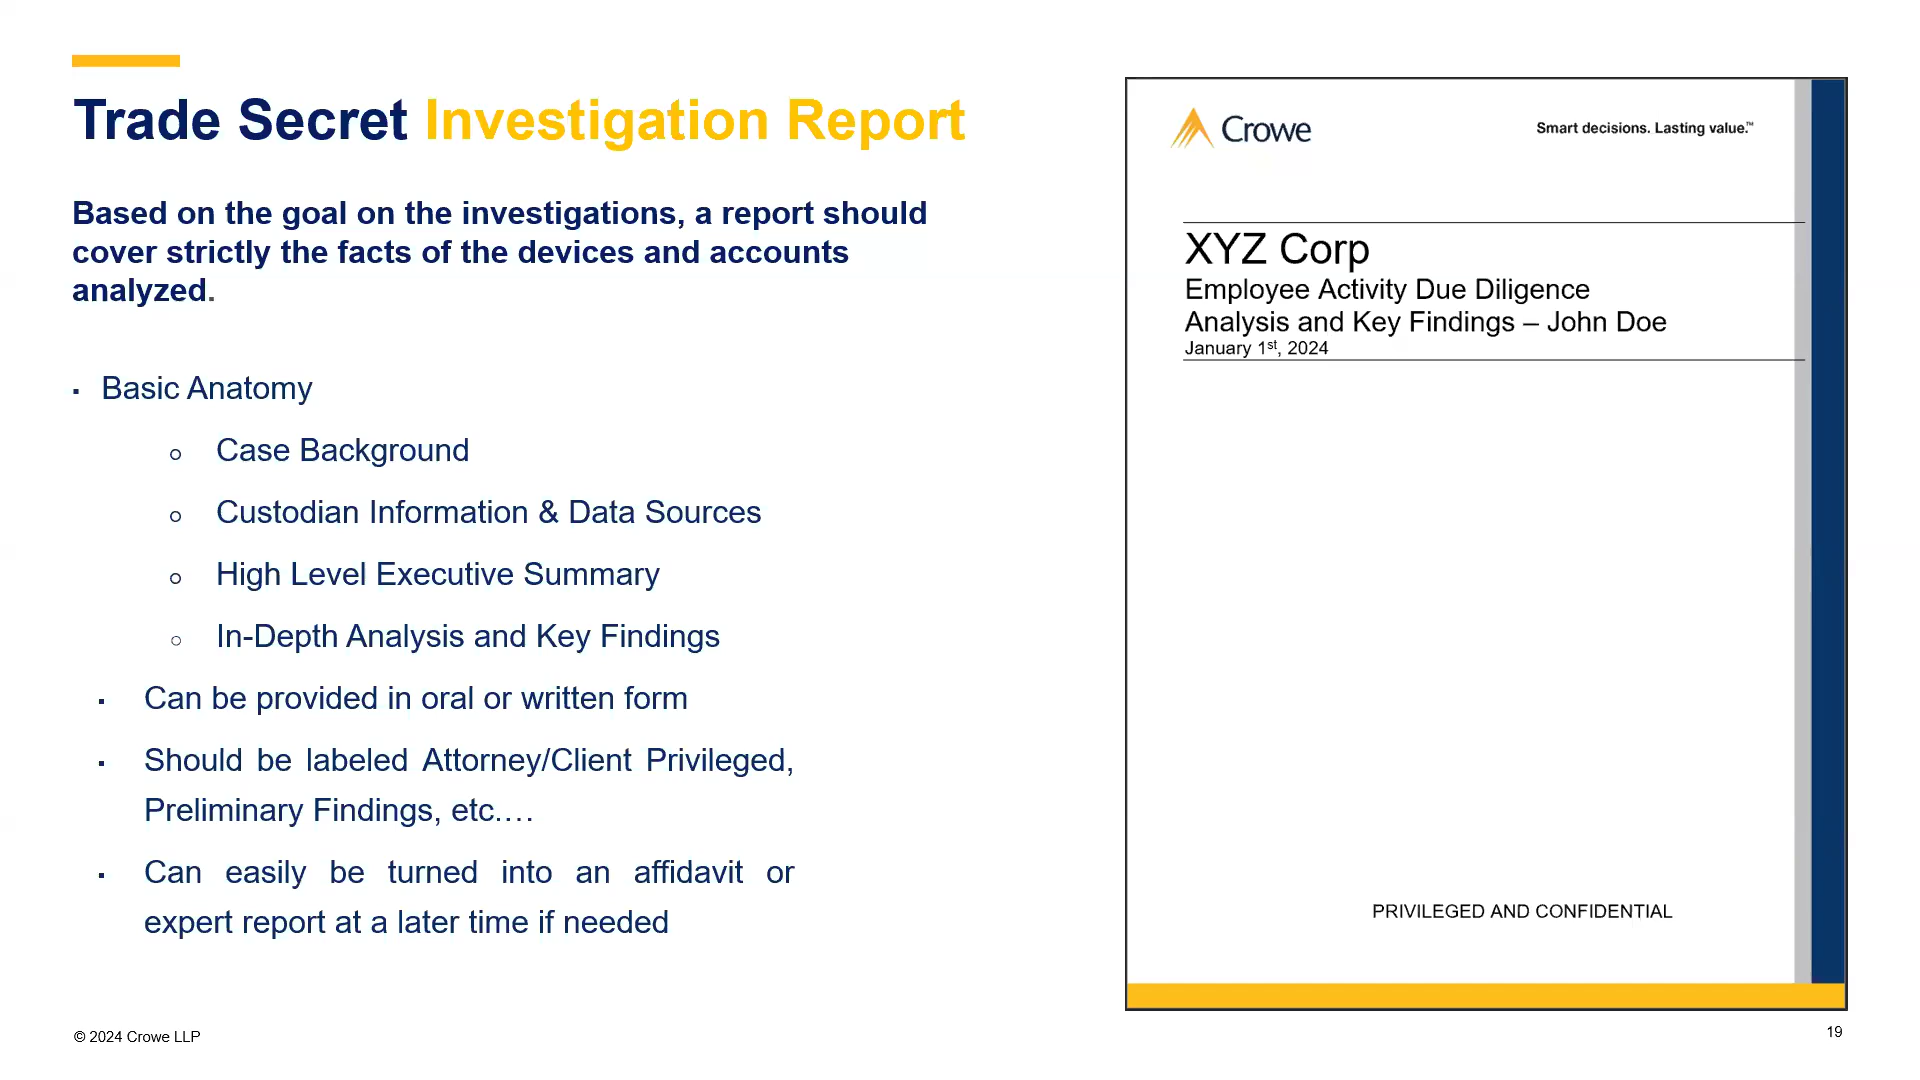 Trade Secret Investigation Report
Based on the goal on the investigations, a report should
cover strictly the facts of the devices and accounts
analyzed.
▪ Basic Anatomy
○ Case Background
○ Custodian Information & Data Sources
○ High Level Executive Summary
○ In-Depth Analysis and Key Findings
▪ Can be provided in oral or written form
▪ Should be labeled Attorney/Client Privileged,
Preliminary Findings, etc.…
▪ Can easily be turned into an affidavit or
expert report at a later time if needed
Crowe
Smart decisions. Lasting value.™
XYZ Corp
Employee Activity Due Diligence
Analysis and Key Findings – John Doe
January 1st, 2024
PRIVILEGED AND CONFIDENTIAL
© 2024 Crowe LLP
19